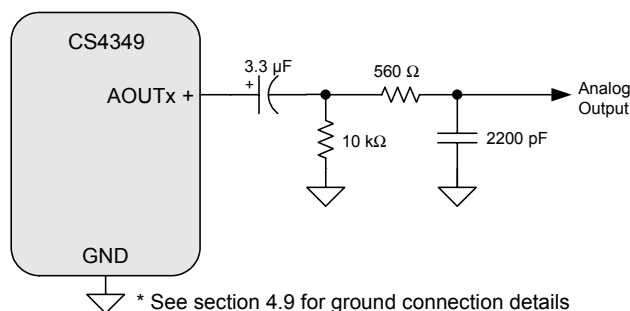 CS4349
3.3 µF
+
560 Ω
AOUTx +
Analog
Output
10 kΩ
2200 pF
GND
* See section 4.9 for ground connection details